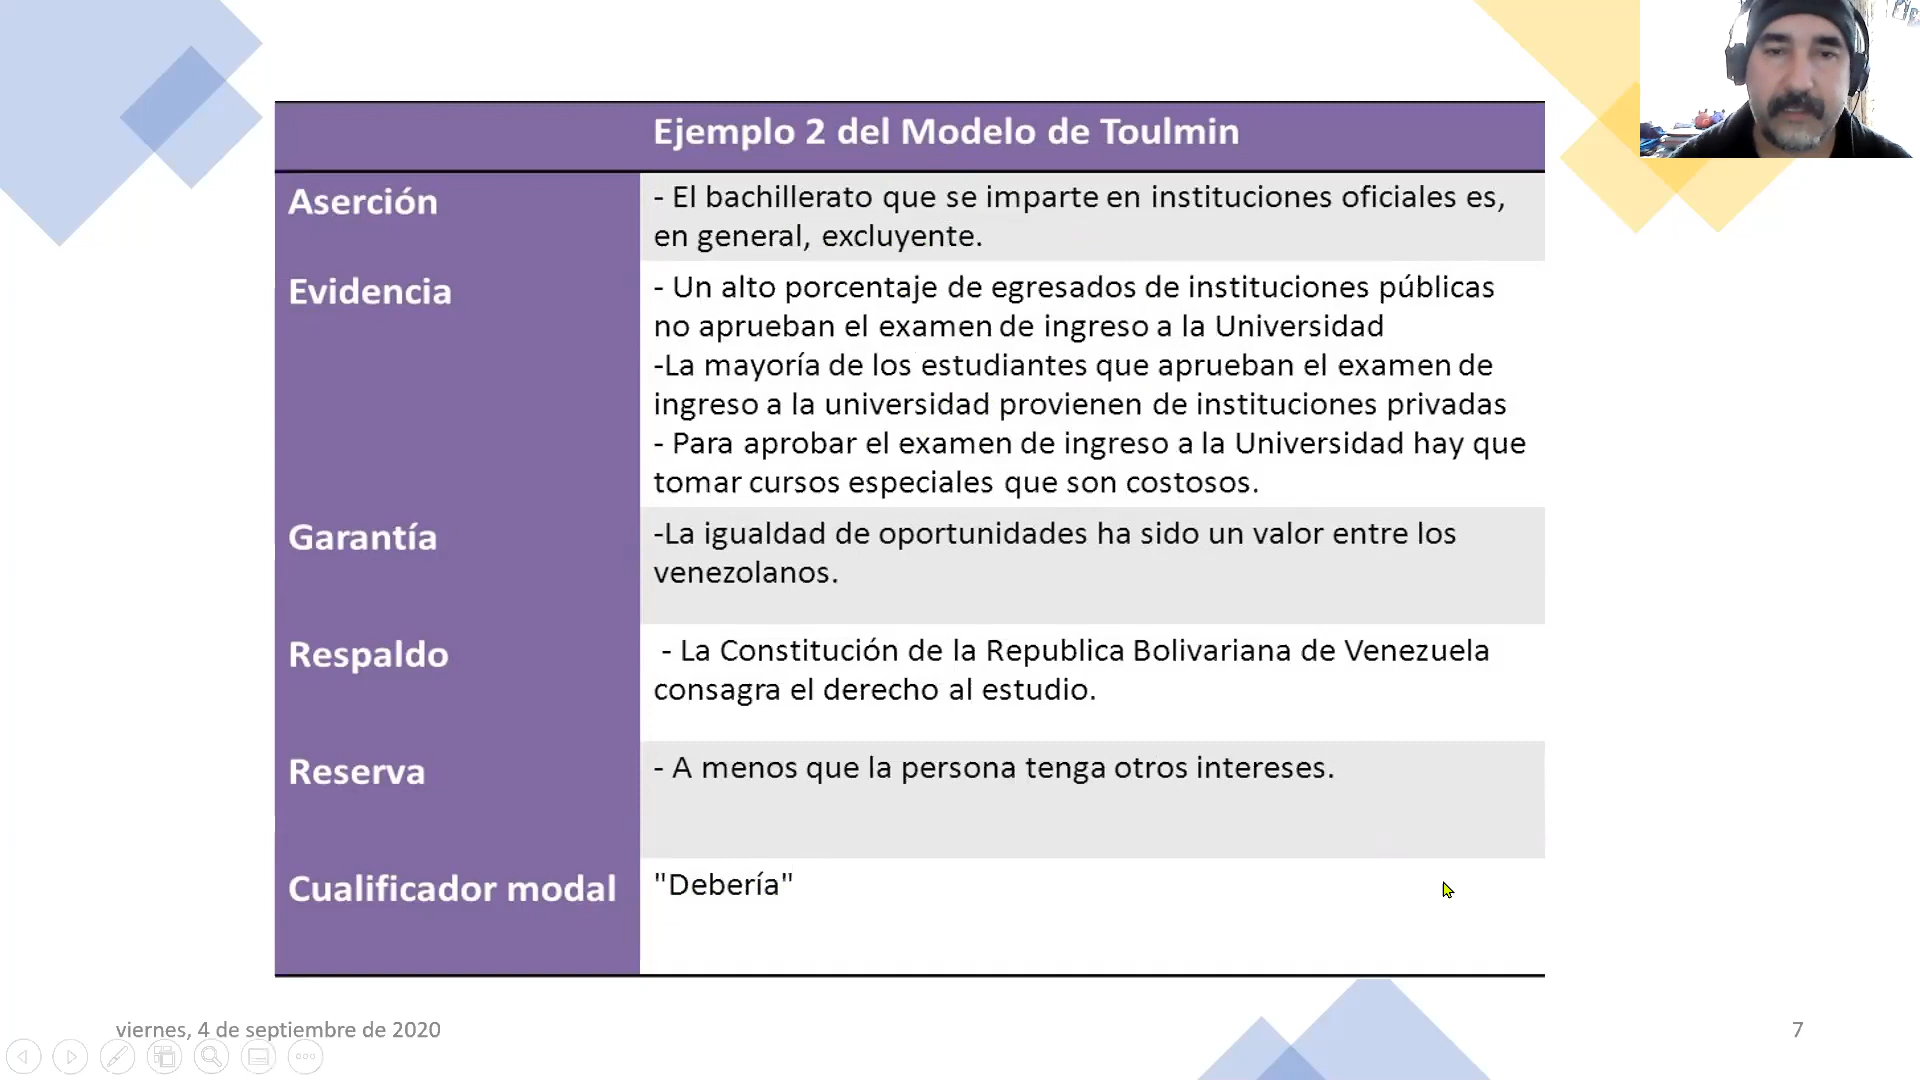 Ejemplo 2 del Modelo de Toulmin
Aserción
- El bachillerato que se imparte en instituciones oficiales es,
en general, excluyente.
Evidencia
- Un alto porcentaje de egresados de instituciones públicas
no aprueban el examen de ingreso a la Universidad
-La mayoría de los estudiantes que aprueban el examen de
ingreso a la universidad provienen de instituciones privadas
- Para aprobar el examen de ingreso a la Universidad hay que
tomar cursos especiales que son costosos.
Garantía
-La igualdad de oportunidades ha sido un valor entre los
venezolanos.
Respaldo
- La Constitución de la Republica Bolivariana de Venezuela
consagra el derecho al estudio.
Reserva
- A menos que la persona tenga otros intereses.
Cualificador modal
"Debería"
viernes, 4 de septiembre de 2020
7